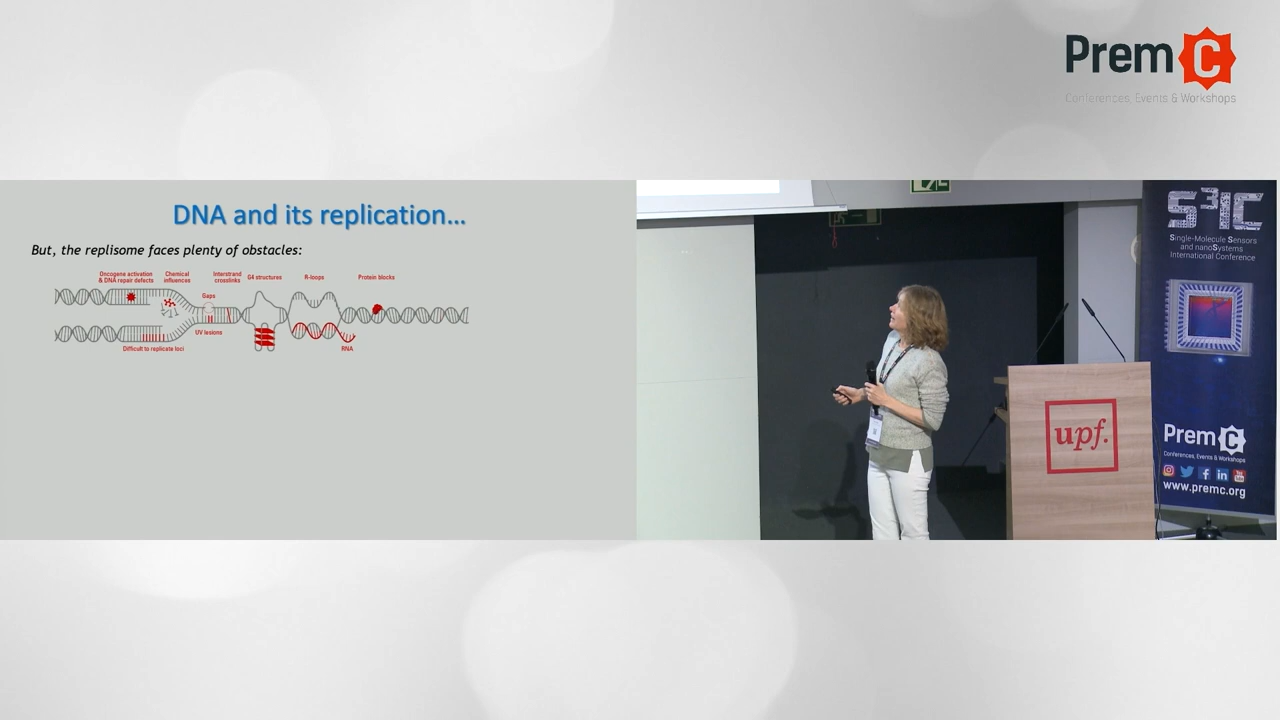 Prem C
Conferences, Events & Workshops
DNA and its replication...
But, the replisome faces plenty of obstacles:
Oncogene activation
& DNA repair defects
Chemical
influences
Interstrand
crosslinks
G4 structures
R-loops
Protein blocks
Gaps
UV lesions
Difficult to replicate loci
RNA
S3IC
Single-Molecule Sensors
and nanoSystems
International Conference
upf.
Prem C
Conferences, Events & Workshops
www.premc.org